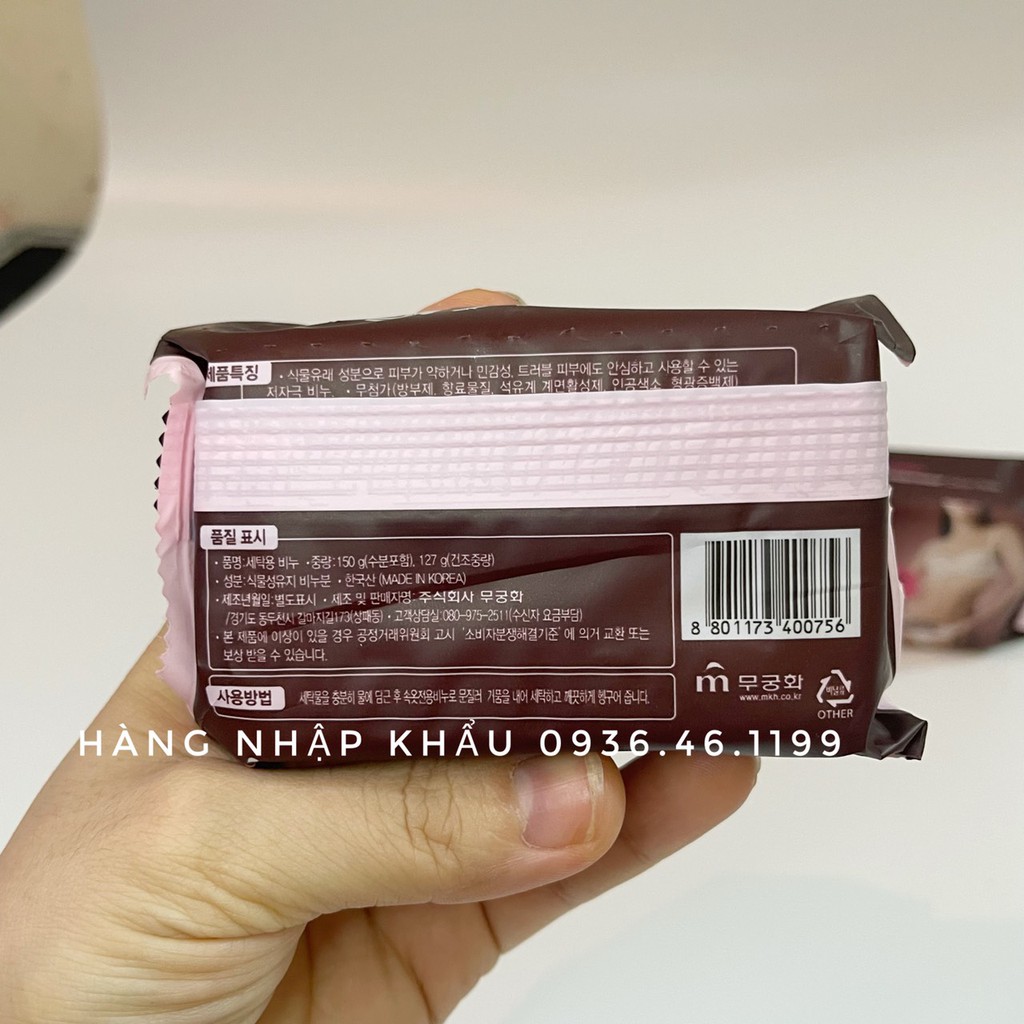 제품특징 • 식물유래 성분으로 피부가 약하거나 민감성, 트러블 피부에도 안심하고 사용할 수 있는
저자극 비누. • 무첨가(방부제, 향료물질, 석유계 계면활성제, 인공색소, 형광증백제)
품질 표시
• 품명:세탁용 비누 • 중량:150 g(수분포함), 127 g(건조중량)
• 성분:식물성유지 비누분 • 한국산 (MADE IN KOREA)
• 제조년월일:별도표시 • 제조 및 판매자명: 주식회사 무궁화
/경기도 동두천시 갈마지길173(상패동) • 고객상담실:080-975-2511(수신자 요금부담)
• 본 제품에 이상이 있을 경우 공정거래위원회 고시 '소비자분쟁해결기준'에 의거 교환 또는
보상 받을 수 있습니다.
8 801173 400756
무궁화
www.mkh.co.kr
OTHER
사용방법 세탁물을 충분히 물에 담근 후 속옷전용비누로 문질러 거품을 내어 세탁하고 깨끗하게 헹구어 줍니다.
HÀNG NHẬP KHẨU 0936.46.1199